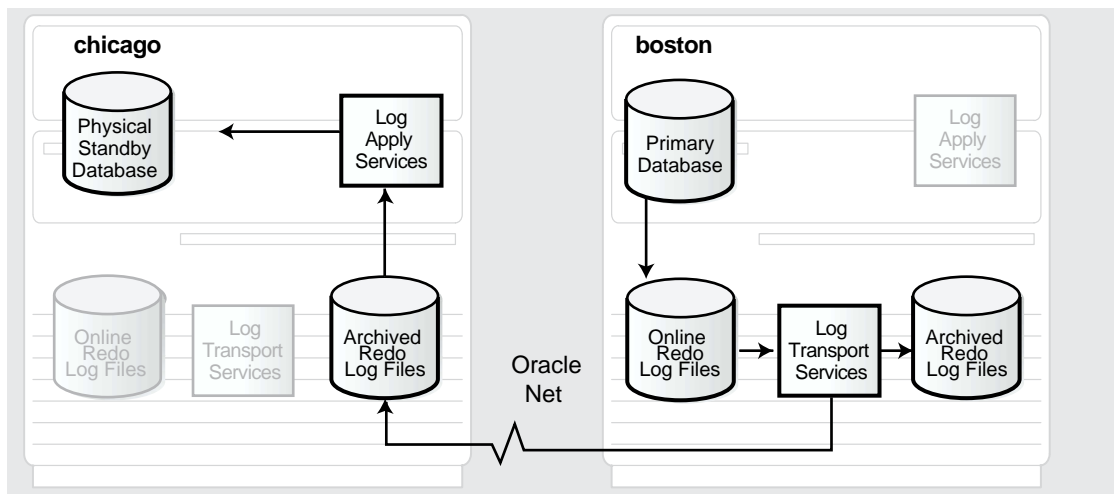 chicago
Physical
Standby
Database
Log
Apply
Services
Online
Redo
Log Files
Log
Transport
Services
Archived
Redo
Log Files
Oracle
Net
boston
Primary
Database
Log
Apply
Services
Online
Redo
Log Files
Log
Transport
Services
Archived
Redo
Log Files